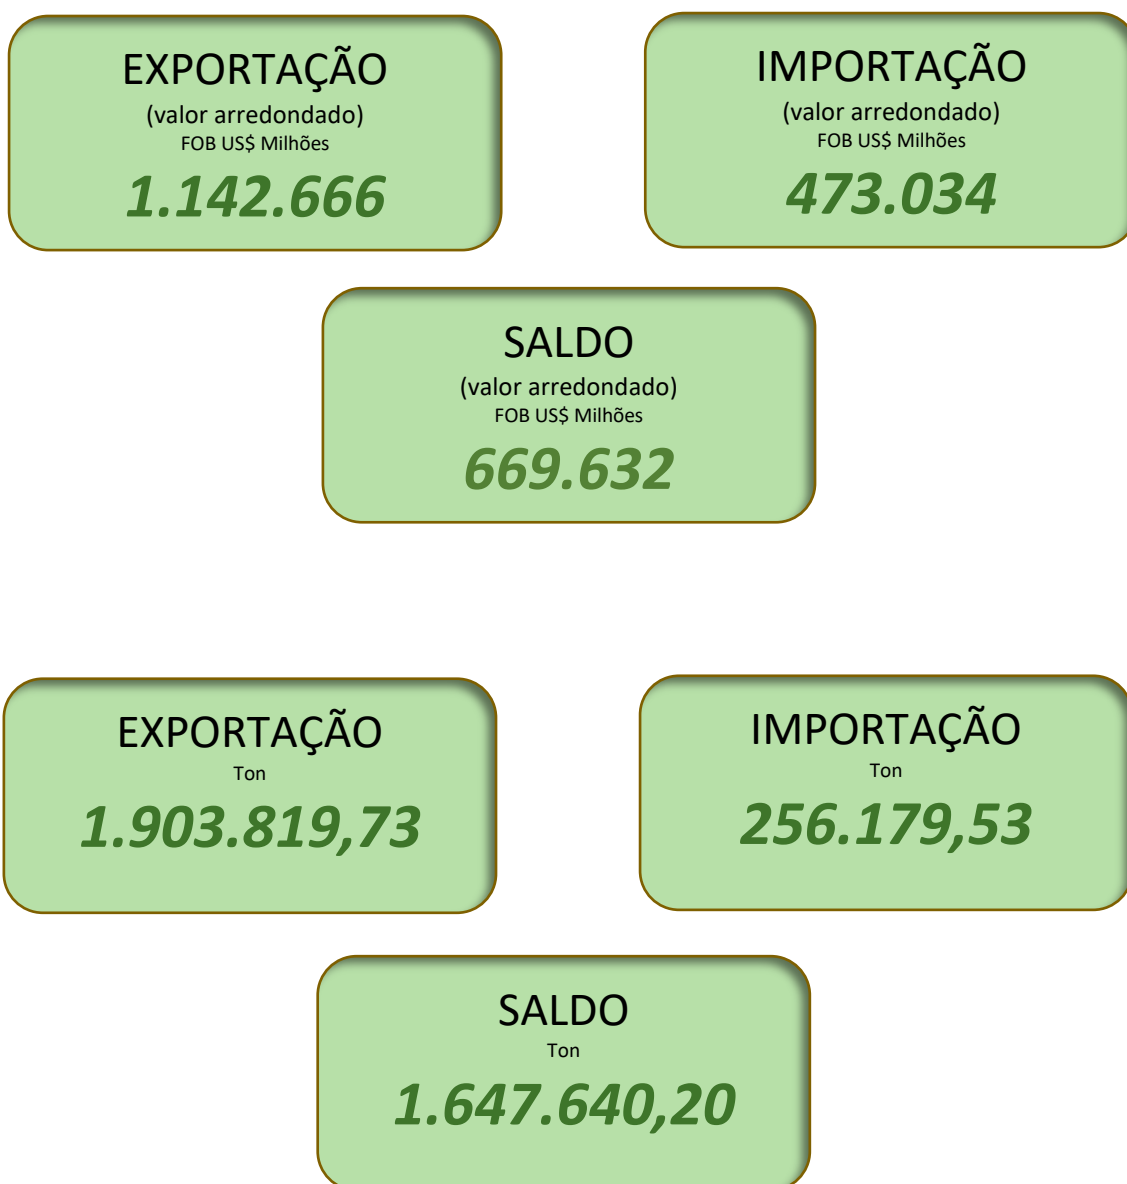 EXPORTAÇÃO
(valor arredondado)
FOB US$ Milhões
1.142.666
IMPORTAÇÃO
(valor arredondado)
FOB US$ Milhões
473.034
SALDO
(valor arredondado)
FOB US$ Milhões
669.632
EXPORTAÇÃO
Ton
1.903.819,73
IMPORTAÇÃO
Ton
256.179,53
SALDO
Ton
1.647.640,20